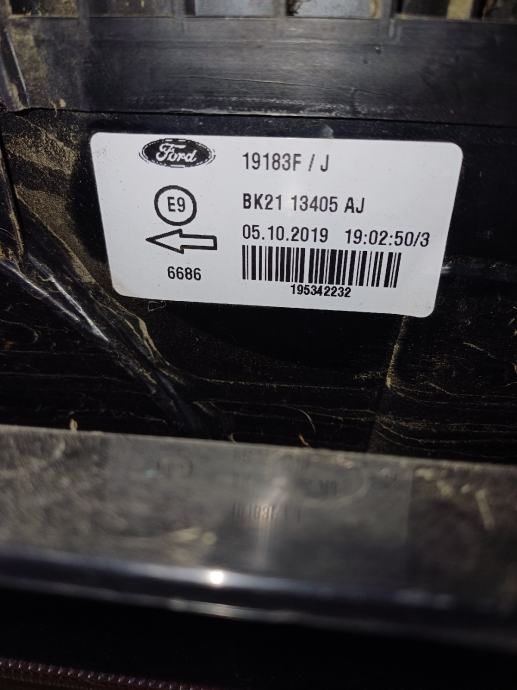 Ford
19183F / J
E9
BK21 13405 AJ
05.10.2019 19:02:50/3
6686
195342232